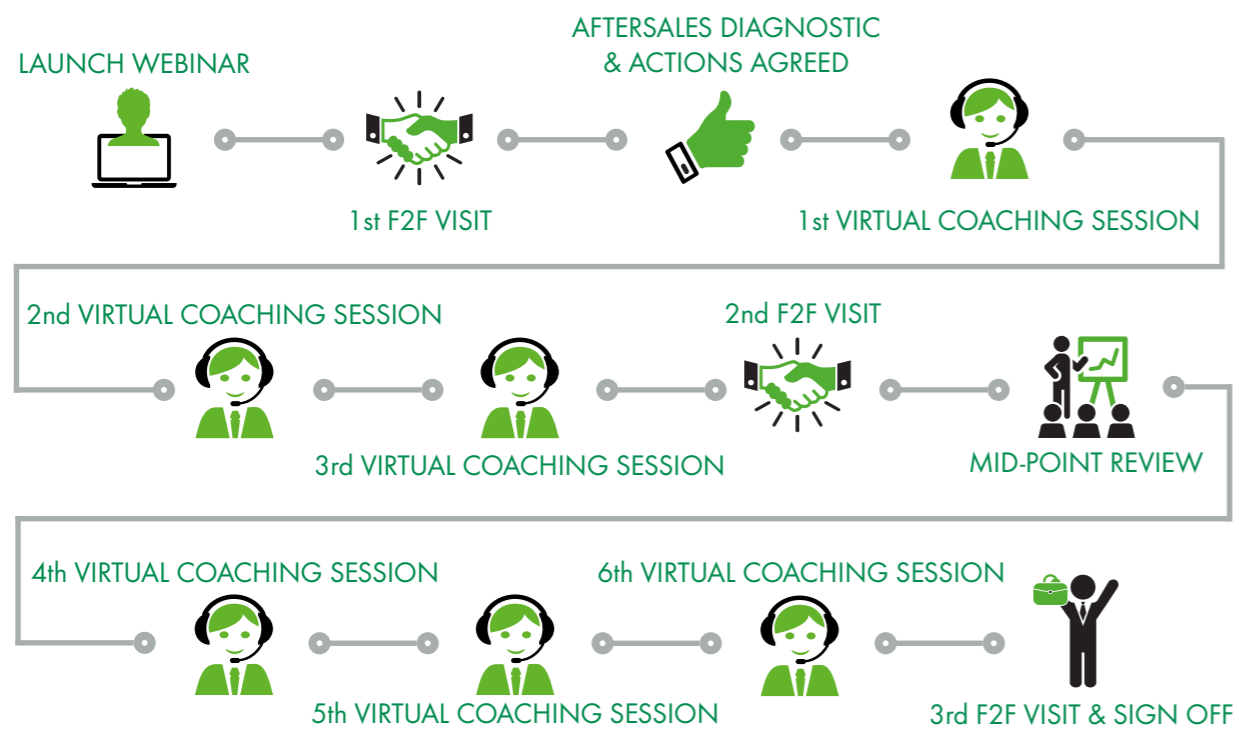 LAUNCH WEBINAR
1st F2F VISIT
AFTERSALES DIAGNOSTIC
& ACTIONS AGREED
1st VIRTUAL COACHING SESSION
2nd VIRTUAL COACHING SESSION
3rd VIRTUAL COACHING SESSION
2nd F2F VISIT
MID-POINT REVIEW
4th VIRTUAL COACHING SESSION
5th VIRTUAL COACHING SESSION
6th VIRTUAL COACHING SESSION
3rd F2F VISIT & SIGN OFF